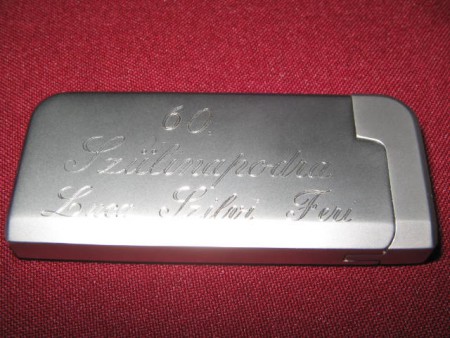 60.
Szülinapodra
Luca Szilvi Feri